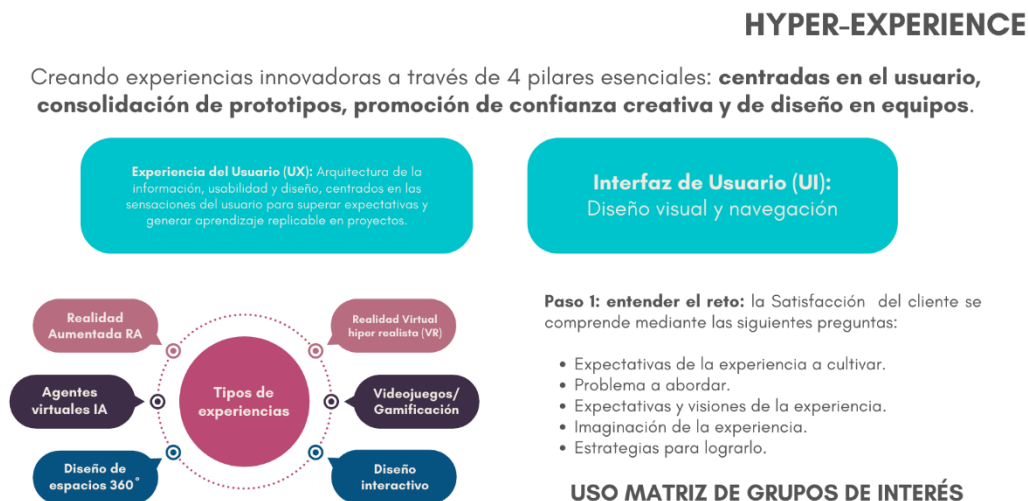 HYPER-EXPERIENCE
Creando experiencias innovadoras a través de 4 pilares esenciales: centradas en el usuario,
consolidación de prototipos, promoción de confianza creativa y de diseño en equipos.
Experiencia del Usuario (UX): Arquitectura de la
información, usabilidad y diseño, centrados en las
sensaciones del usuario para superar expectativas y
generar aprendizaje replicable en proyectos.
Interfaz de Usuario (UI):
Diseño visual y navegación
Realidad
Aumentada RA
Realidad Virtual
hiper realista (VR)
Agentes
virtuales IA
Tipos de
experiencias
Videojuegos/
Gamificación
Diseño de
espacios 360°
Diseño
interactivo
Paso 1: entender el reto: la Satisfacción del cliente se
comprende mediante las siguientes preguntas:
• Expectativas de la experiencia a cultivar.
• Problema a abordar.
• Expectativas y visiones de la experiencia.
• Imaginación de la experiencia.
• Estrategias para lograrlo.
USO MATRIZ DE GRUPOS DE INTERÉS